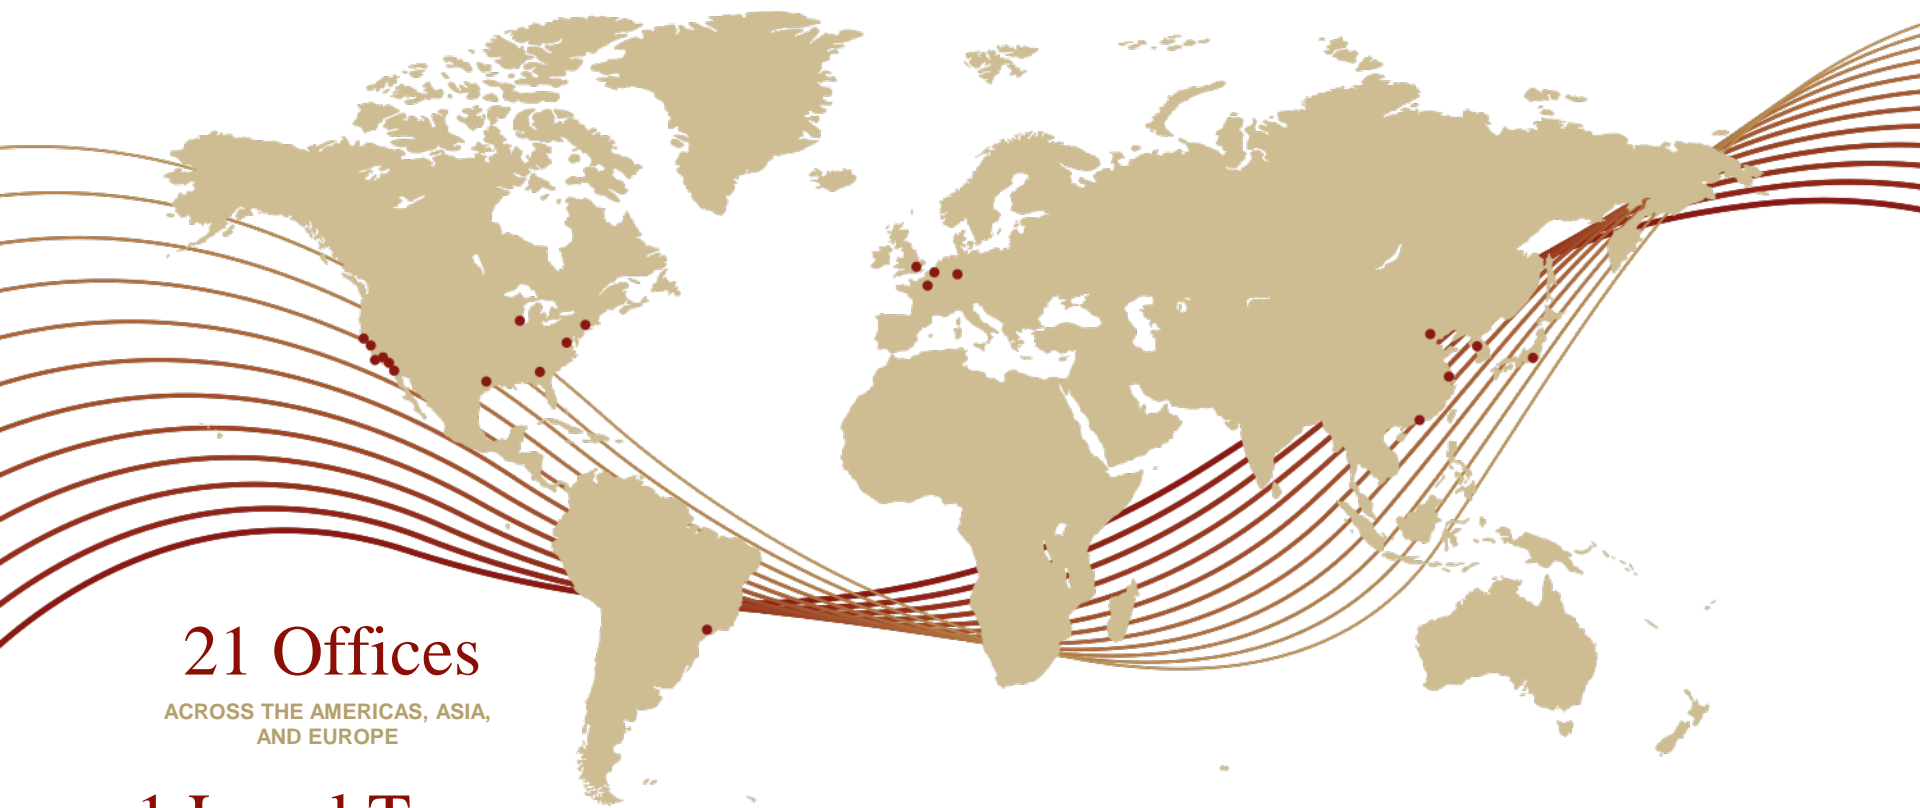 21 Offices
ACROSS THE AMERICAS, ASIA,
AND EUROPE